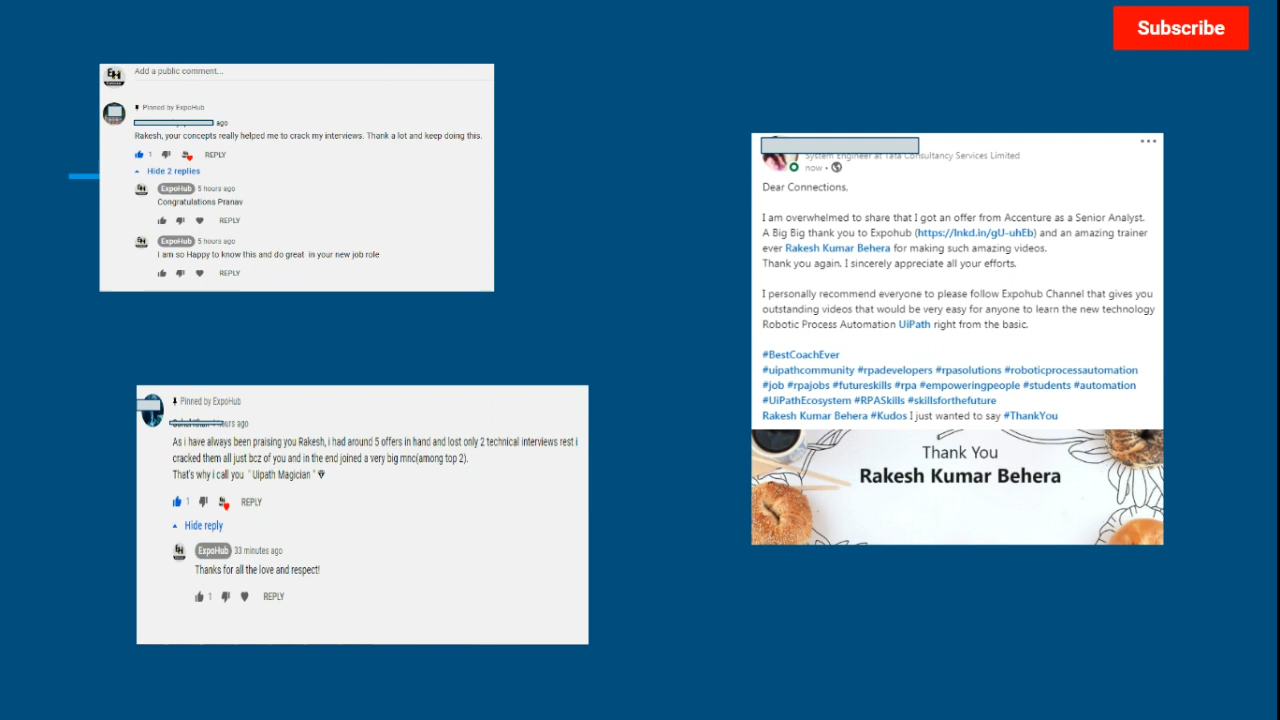 Subscribe
Add a public comment...
Pinned by ExpoHub
ago
Rakesh, your concepts really helped me to crack my interviews. Thank a lot and keep doing this.
1 REPLY
Hide 2 replies
ExpoHub 5 hours ago
Congratulations Pranav
REPLY
ExpoHub 5 hours ago
I am so Happy to know this and do great in your new job role
REPLY
Pinned by ExpoHub
hours ago
As i have always been praising you Rakesh, i had around 5 offers in hand and lost only 2 technical interviews rest i
cracked them all just bcz of you and in the end joined a very big mnc(among top 2).
That's why i call you " Uipath Magician "
1 REPLY
Hide reply
ExpoHub 33 minutes ago
Thanks for all the love and respect!
1 REPLY
System Engineer at Tata Consultancy Services Limited
now •
Dear Connections,
I am overwhelmed to share that I got an offer from Accenture as a Senior Analyst.
A Big Big thank you to Expohub (https://lnkd.in/gU-uhEb) and an amazing trainer
ever Rakesh Kumar Behera for making such amazing videos.
Thank you again. I sincerely appreciate all your efforts.
I personally recommend everyone to please follow Expohub Channel that gives you
outstanding videos that would be very easy for anyone to learn the new technology
Robotic Process Automation UiPath right from the basic.
#BestCoachEver
#uipathcommunity #rpadevelopers #rpasolutions #roboticprocessautomation
#job #rpajobs #futureskills #rpa #empoweringpeople #students #automation
#UiPathEcosystem #RPASkills #skillsforthefuture
Rakesh Kumar Behera #Kudos I just wanted to say #ThankYou
Thank You
Rakesh Kumar Behera